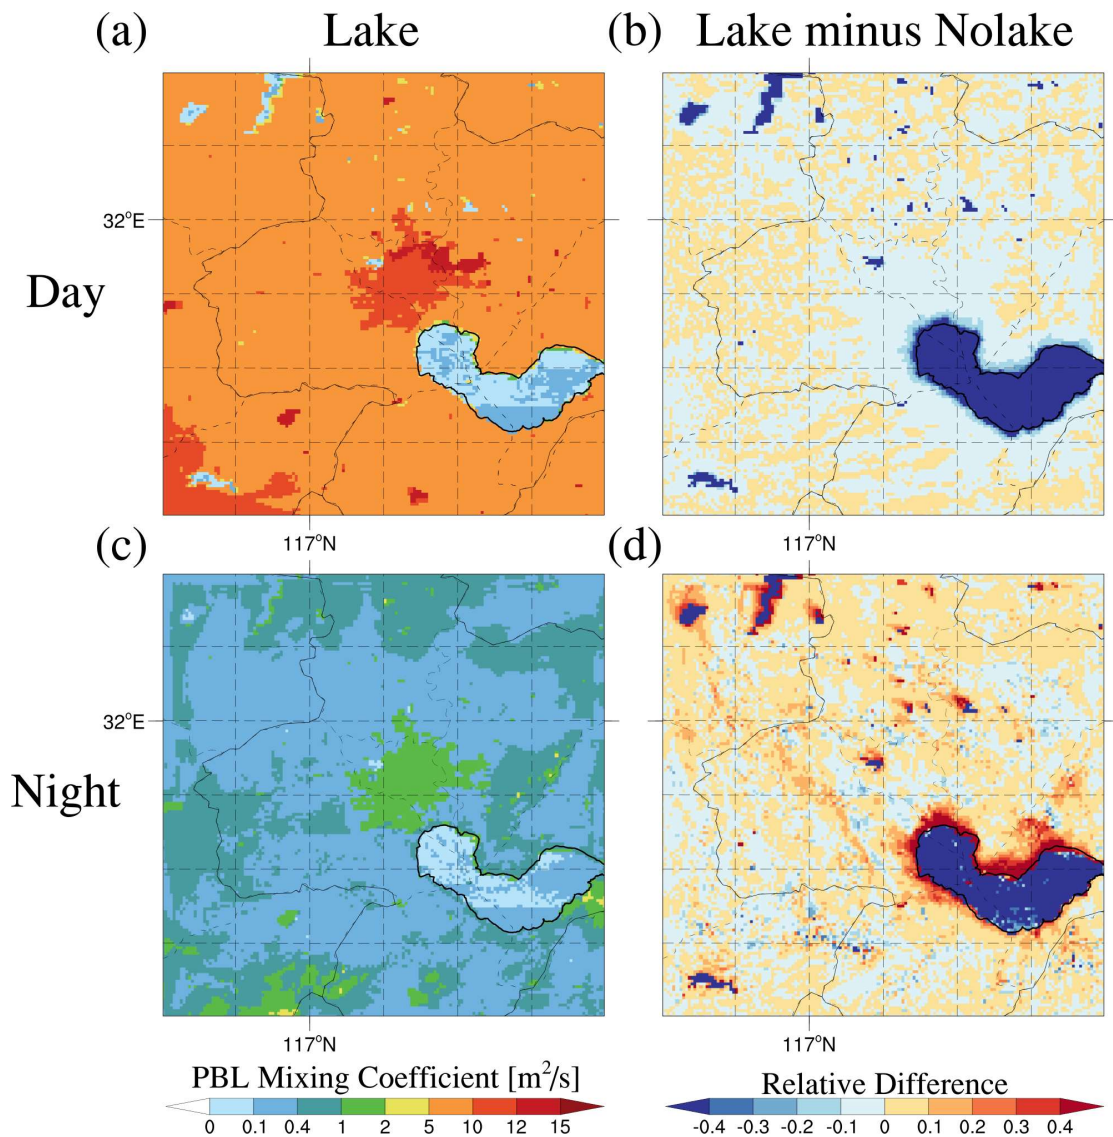 (a) Lake (b) Lake minus Nolake
32°E
Day
117°N 117°N
(c) (d)
32°E
Night
117°N 117°N
PBL Mixing Coefficient [m²/s] Relative Difference
0 0.1 0.4 1 2 5 10 12 15 -0.4 -0.3 -0.2 -0.1 0 0.1 0.2 0.3 0.4